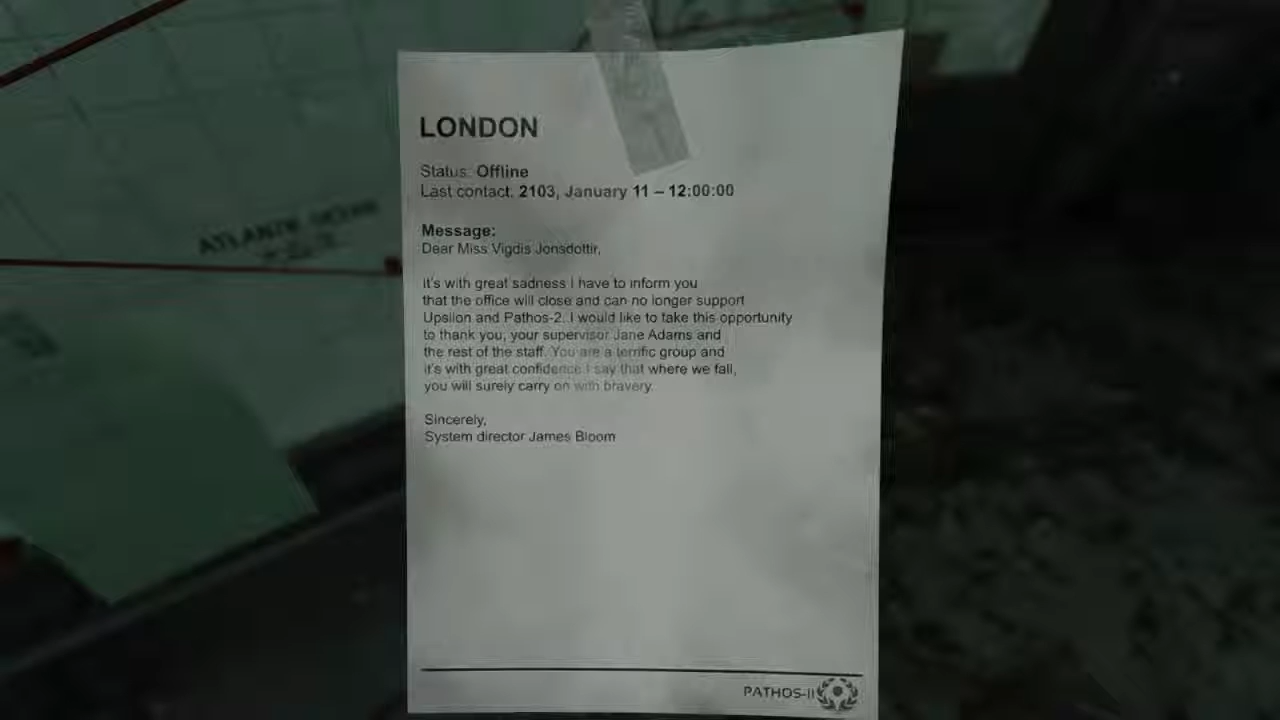 LONDON
Status: Offline
Last contact: 2103, January 11 – 12:00:00
Message:
Dear Miss Vigdis Jonsdottir,
it's with great sadness I have to inform you
that the office will close and can no longer support
Upsilon and Pathos-2. I would like to take this opportunity
to thank you, your supervisor Jane Adams and
the rest of the staff. You are a terrific group and
it's with great confidence I say that where we fall,
you will surely carry on with bravery.
Sincerely,
System director James Bloom
PATHOS-II
ATLANTIC OCEAN